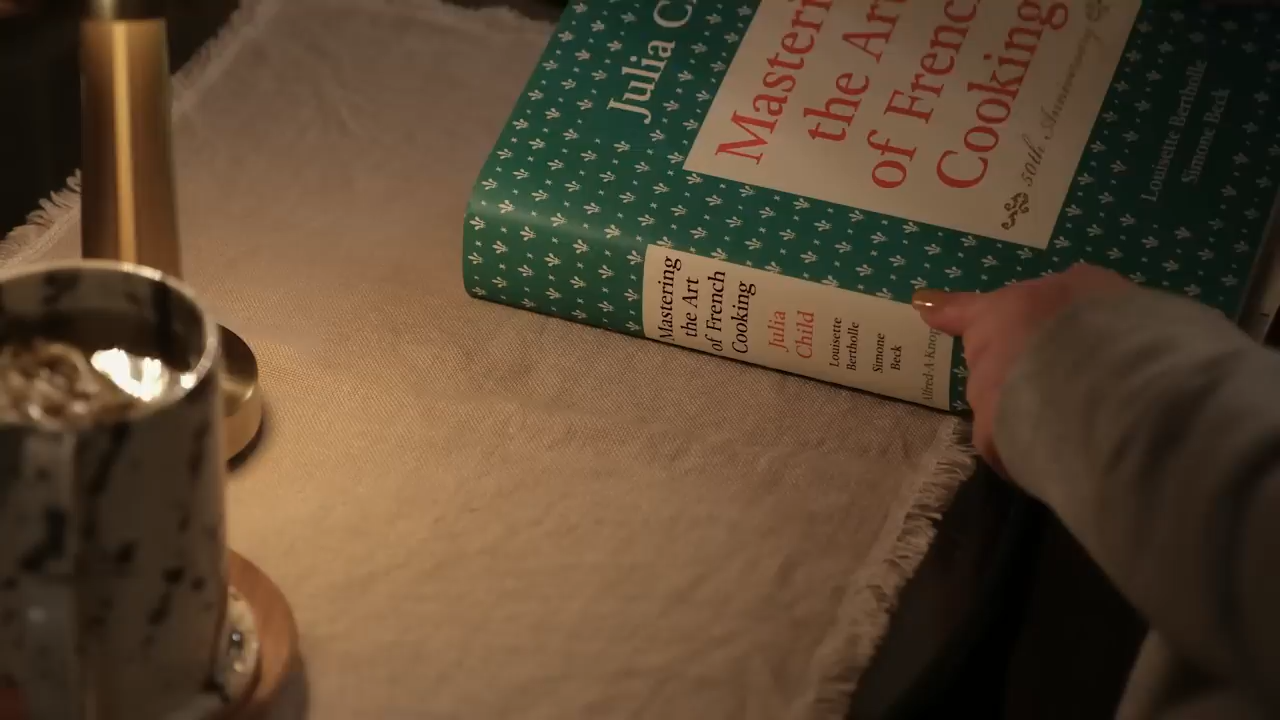 Julia C
Masteri
the Ar
of Frenc
Cooking
50th Anniversary
Louisette Bertholle
Simone Beck
Mastering
the Art
of French
Cooking
Julia
Child
Louisette
Bertholle
Simone
Beck
Alfred·A·Knop